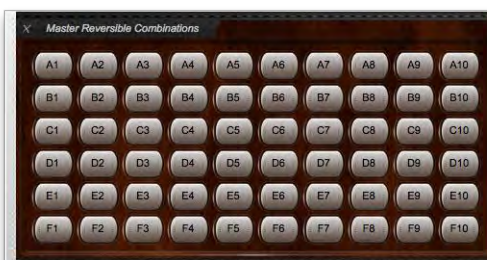 Master Reversible Combinations
A1 A2 A3 A4 A5 A6 A7 A8 A9 A10
B1 B2 B3 B4 B5 B6 B7 B8 B9 B10
C1 C2 C3 C4 C5 C6 C7 C8 C9 C10
D1 D2 D3 D4 D5 D6 D7 D8 D9 D10
E1 E2 E3 E4 E5 E6 E7 E8 E9 E10
F1 F2 F3 F4 F5 F6 F7 F8 F9 F10